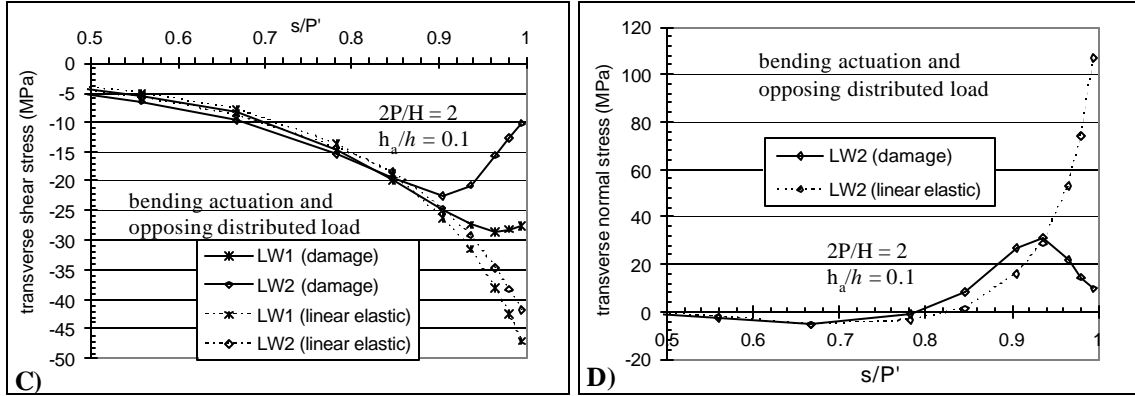 s/P'
0.5 0.6 0.7 0.8 0.9 1
0
-5
-10
-15
-20
-25
-30
-35
-40
-45
-50
transverse shear stress (MPa)
2P/H = 2
ha/h = 0.1
bending actuation and
opposing distributed load
LW1 (damage)
LW2 (damage)
LW1 (linear elastic)
LW2 (linear elastic)
C)
120
100
80
60
40
20
0
-20
transverse normal stress (MPa)
bending actuation and
opposing distributed load
LW2 (damage)
LW2 (linear elastic)
2P/H = 2
ha/h = 0.1
0.5 0.6 0.7 0.8 0.9 1
s/P'
D)